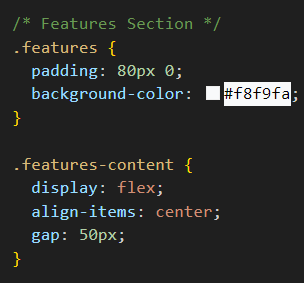 /* Features Section */
.features {
  padding: 80px 0;
  background-color: #f8f9fa;
}

.features-content {
  display: flex;
  align-items: center;
  gap: 50px;
}